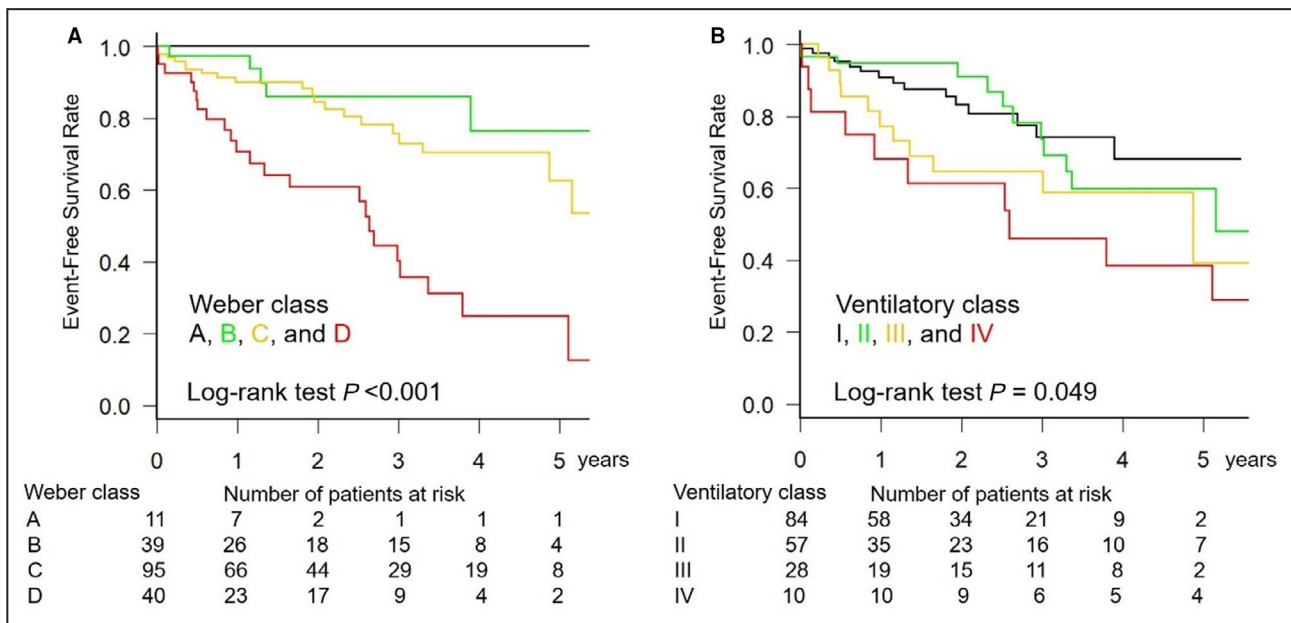 A
Event-Free Survival Rate
1.0
0.8
0.6
0.4
0.2
0.0
Weber class
A, B, C, and D
Log-rank test P <0.001
0 1 2 3 4 5 years
Weber class Number of patients at risk
A 11 7 2 1 1 1
B 39 26 18 15 8 4
C 95 66 44 29 19 8
D 40 23 17 9 4 2
B
Event-Free Survival Rate
1.0
0.8
0.6
0.4
0.2
0.0
Ventilatory class
I, II, III, and IV
Log-rank test P = 0.049
0 1 2 3 4 5 years
Ventilatory class Number of patients at risk
I 84 58 34 21 9 2
II 57 35 23 16 10 7
III 28 19 15 11 8 2
IV 10 10 9 6 5 4